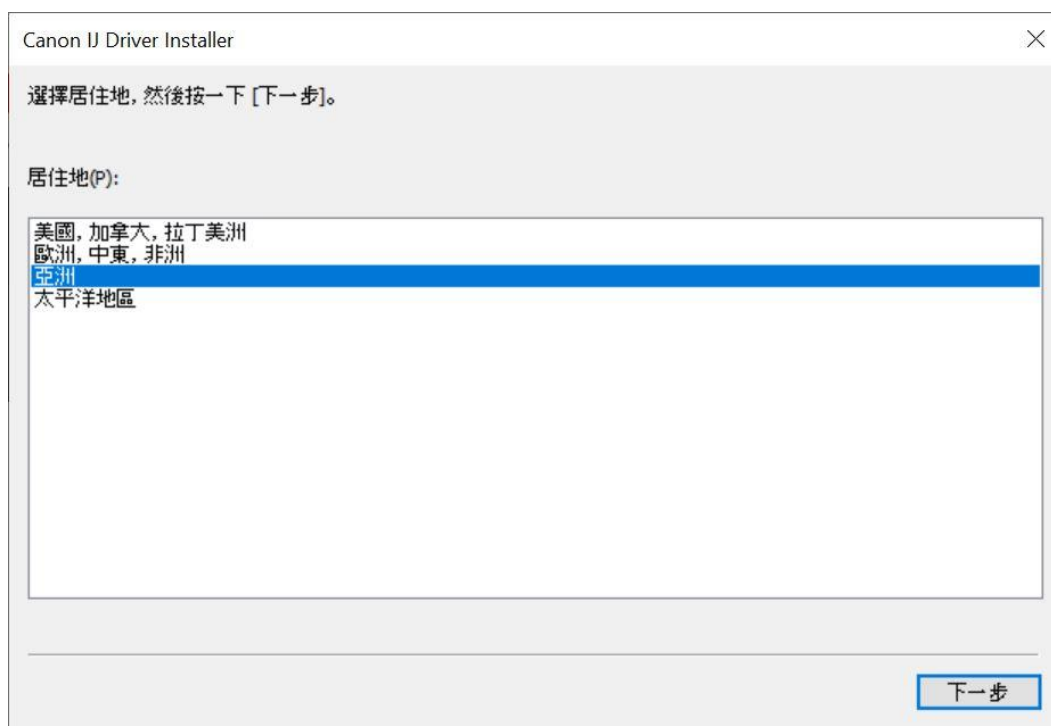 Canon IJ Driver Installer
選擇居住地, 然後按一下 [下一步]。
居住地(P):
美國, 加拿大, 拉丁美洲
歐洲, 中東, 非洲
亞洲
太平洋地區
下一步